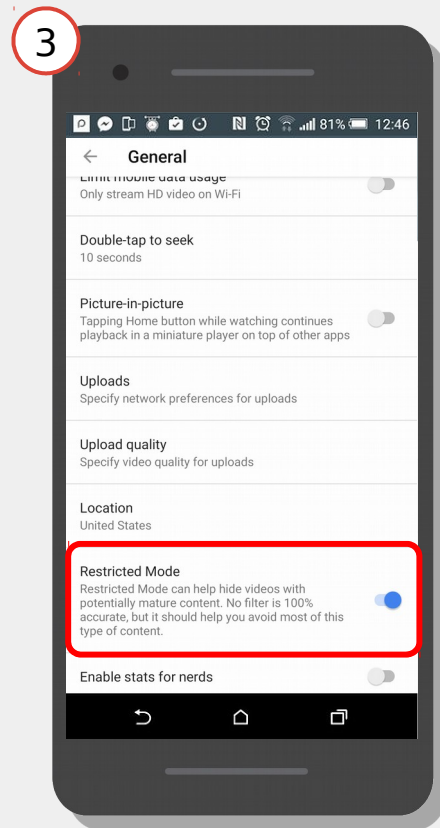 3
81% 12:46
General
Limit mobile data usage
Only stream HD video on Wi-Fi
Double-tap to seek
10 seconds
Picture-in-picture
Tapping Home button while watching continues
playback in a miniature player on top of other apps
Uploads
Specify network preferences for uploads
Upload quality
Specify video quality for uploads
Location
United States
Restricted Mode
Restricted Mode can help hide videos with
potentially mature content. No filter is 100%
accurate, but it should help you avoid most of this
type of content.
Enable stats for nerds